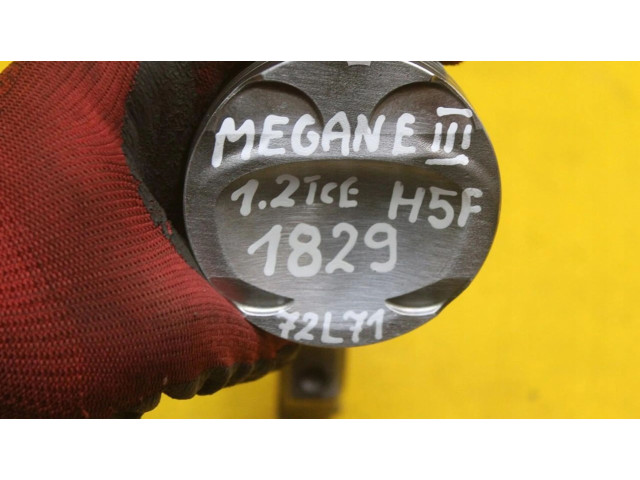 MEGANE III
1.2TCE H5F
1829
72L71